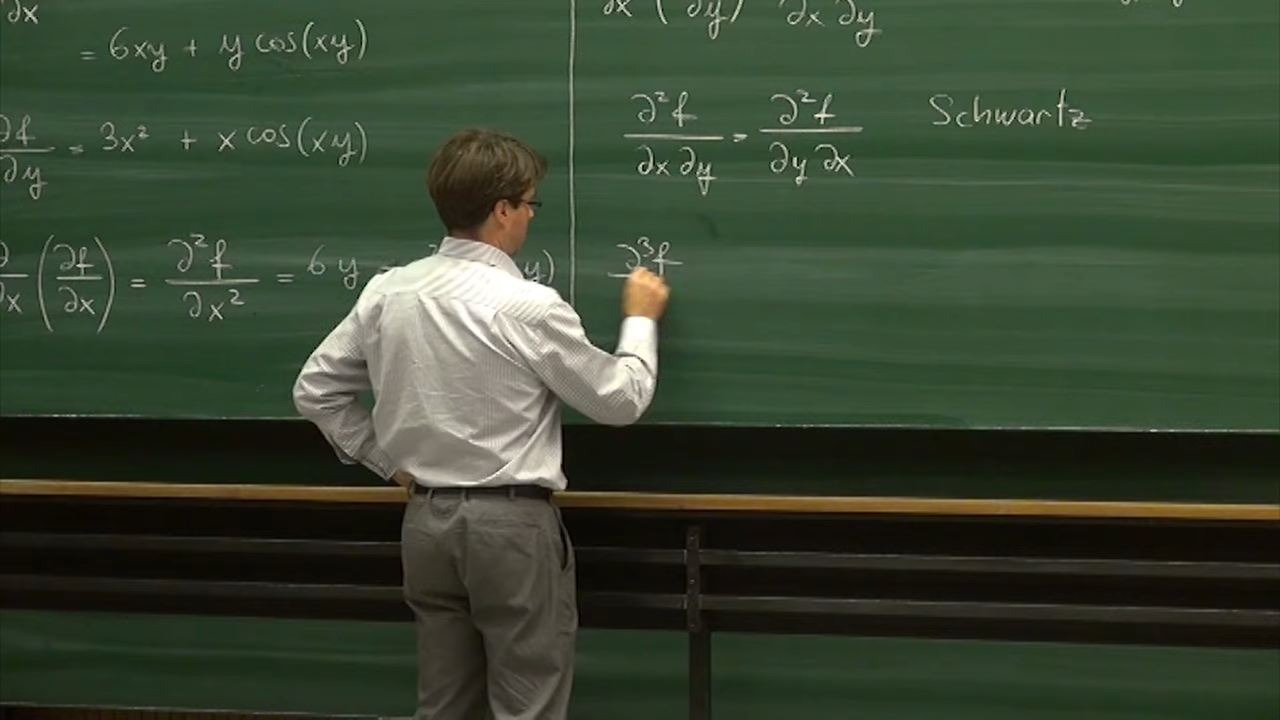 ∂x
= 6xy + y cos(xy)
∂f/∂y = 3x² + x cos(xy)
∂/∂x (∂f/∂x) = ∂²f/∂x² = 6y y)
∂x (∂y) ∂x ∂y
∂²f/∂x ∂y = ∂²f/∂y ∂x Schwartz
∂³f